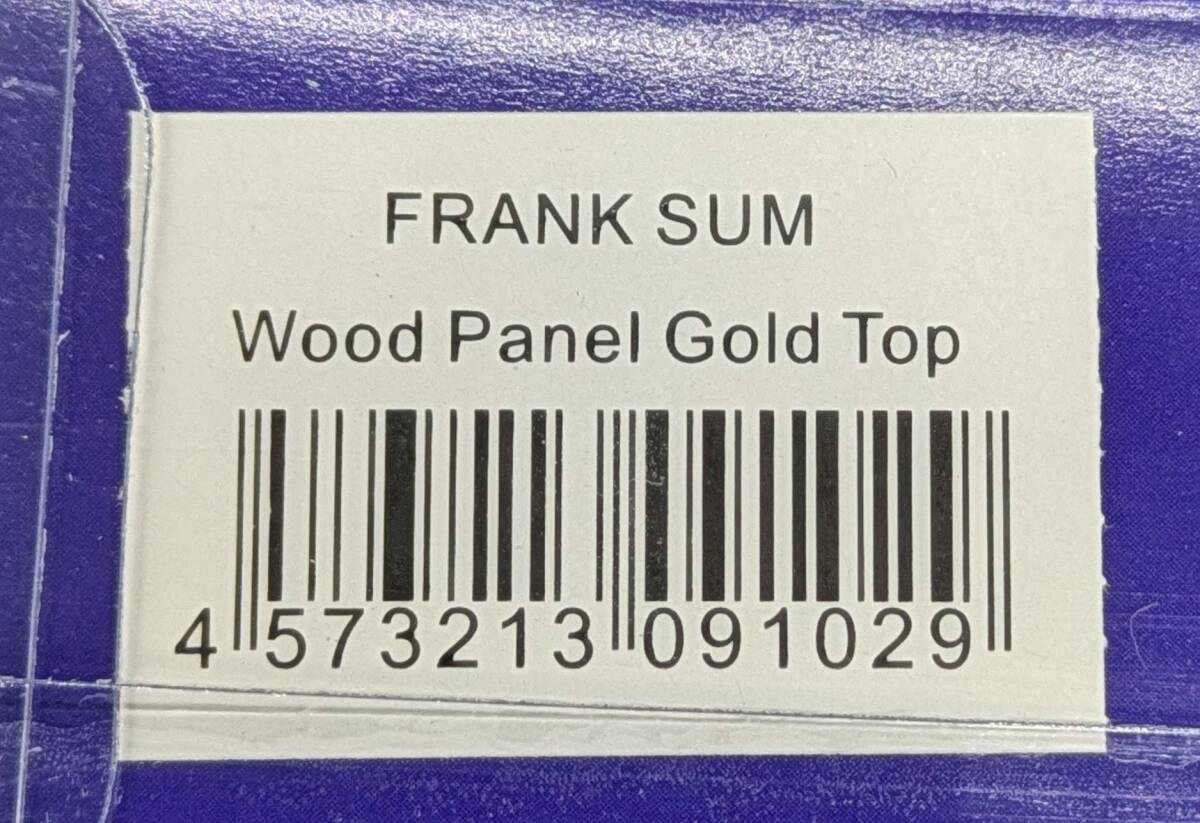 FRANK SUM
Wood Panel Gold Top
4 573213 091029